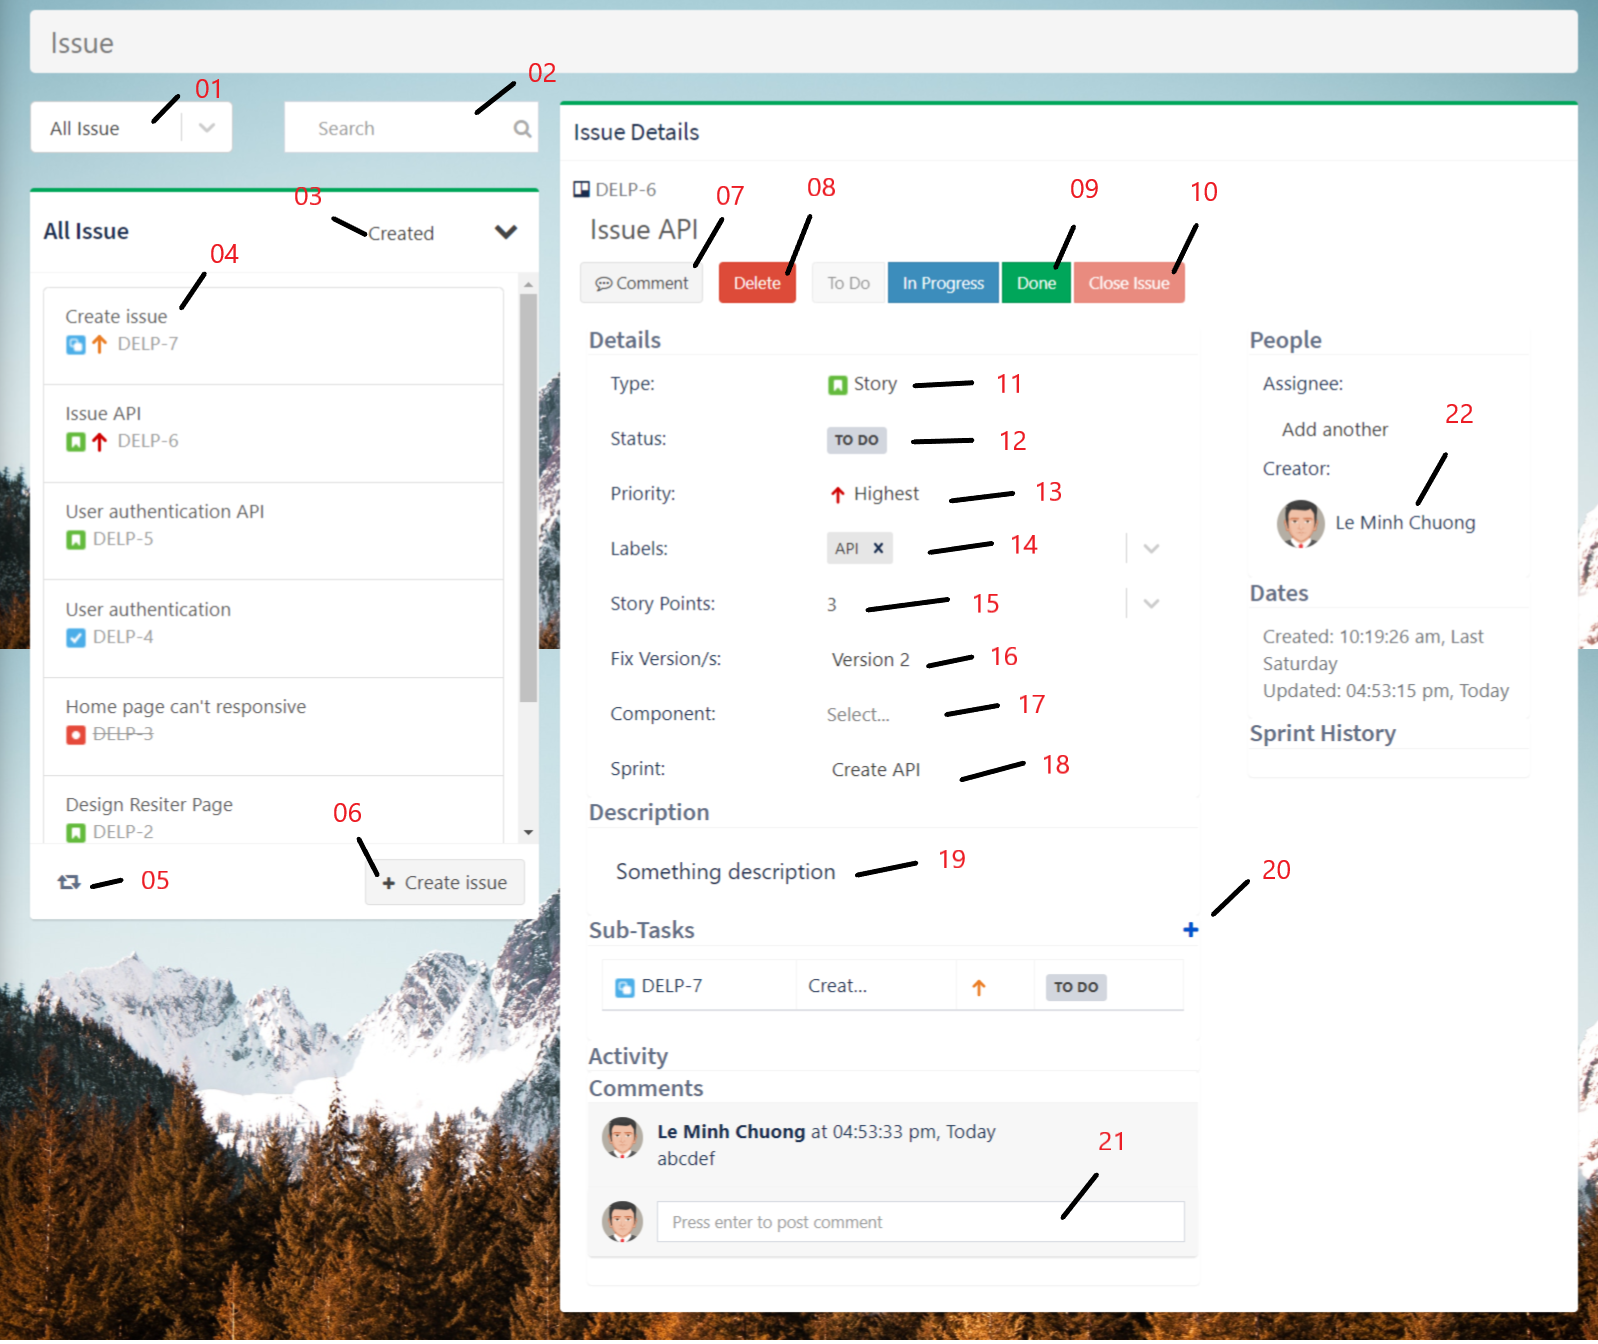 Issue
01
02
All Issue
Search
03
All Issue
Created
04
Create issue
DELP-7
Issue API
DELP-6
User authentication API
DELP-5
User authentication
DELP-4
Home page can't responsive
DELP-3
Design Resiter Page
DELP-2
06
05
Create issue
Issue Details
DELP-6
Issue API
07
08
09
10
Comment
Delete
To Do
In Progress
Done
Close Issue
Details
Type: Story 11
Status: TO DO 12
Priority: Highest 13
Labels: API x 14
Story Points: 3 15
Fix Version/s: Version 2 16
Component: Select... 17
Sprint: Create API 18
Description
Something description 19
20
Sub-Tasks
DELP-7 Creat... TO DO
Activity
Comments
Le Minh Chuong at 04:53:33 pm, Today
abcdef
21
Press enter to post comment
People
Assignee:
22
Add another
Creator:
Le Minh Chuong
Dates
Created: 10:19:26 am, Last
Saturday
Updated: 04:53:15 pm, Today
Sprint History